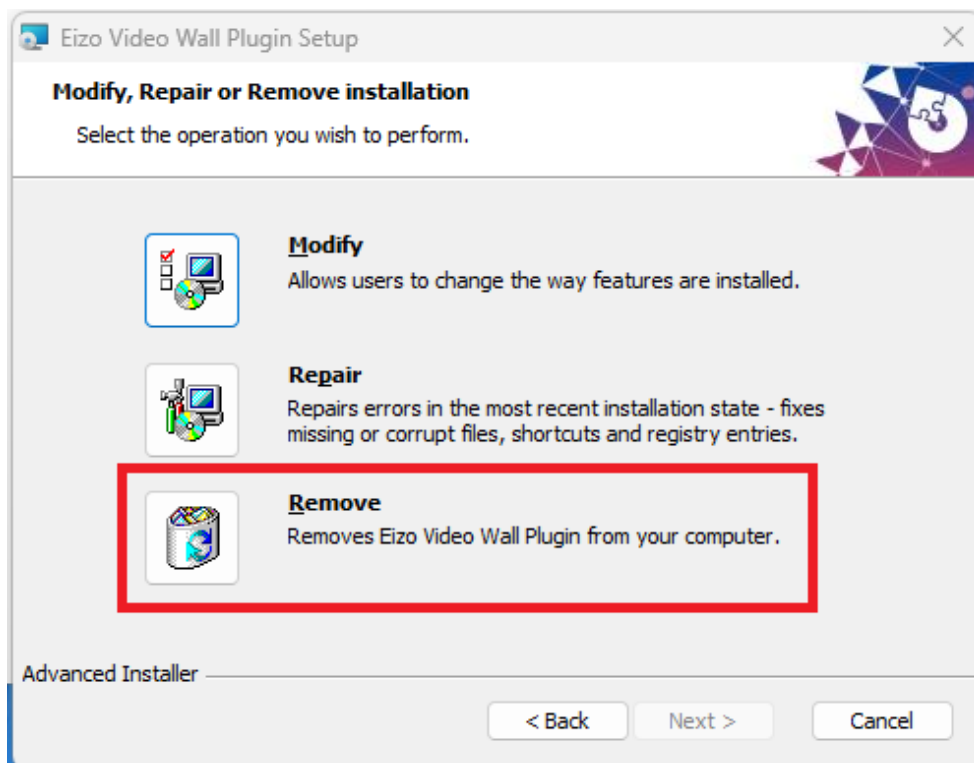 Eizo Video Wall Plugin Setup
Modify, Repair or Remove installation
Select the operation you wish to perform.
Modify
Allows users to change the way features are installed.
Repair
Repairs errors in the most recent installation state - fixes
missing or corrupt files, shortcuts and registry entries.
Remove
Removes Eizo Video Wall Plugin from your computer.
Advanced Installer
< Back
Next >
Cancel